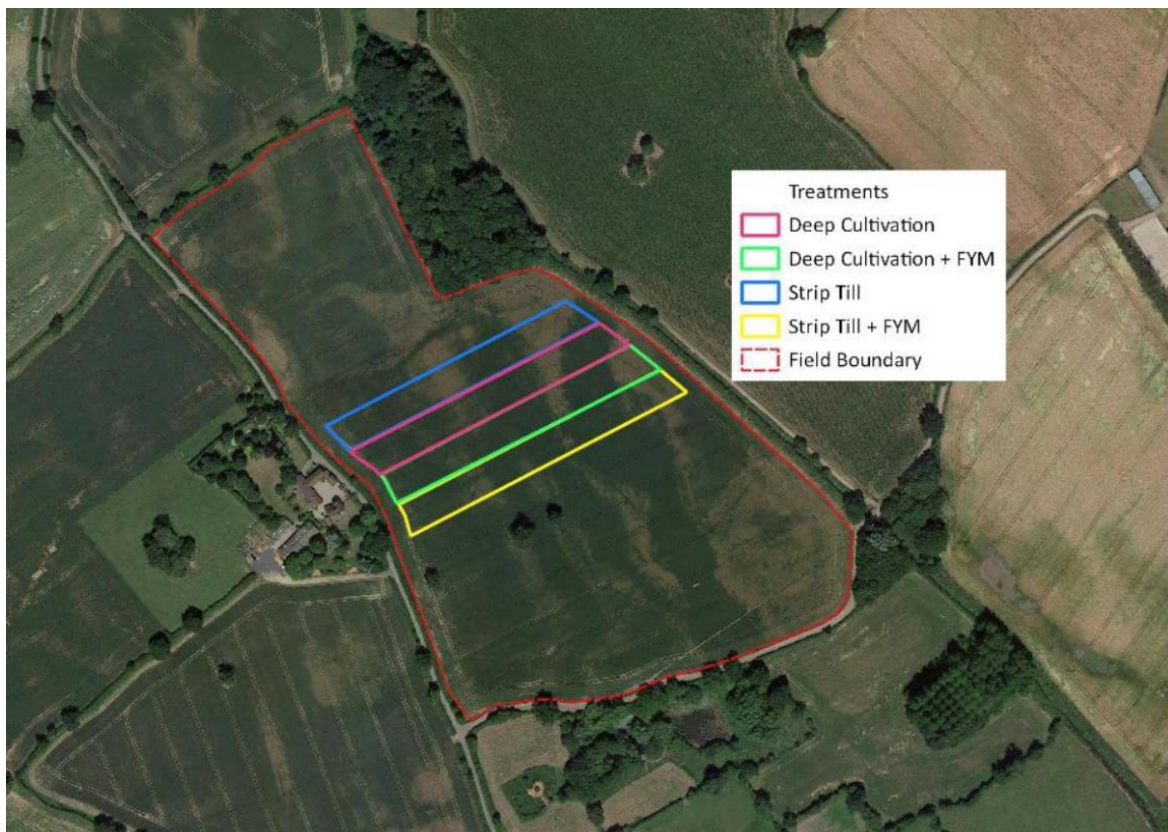 Treatments
Deep Cultivation
Deep Cultivation + FYM
Strip Till
Strip Till + FYM
Field Boundary